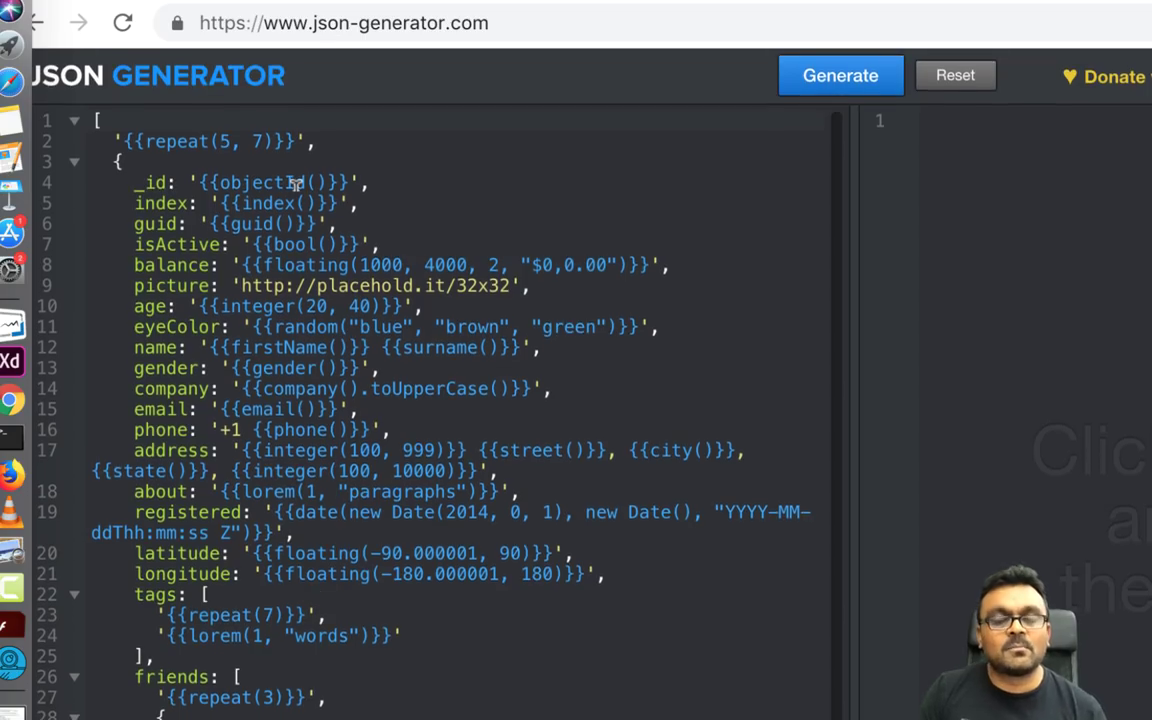 https://www.json-generator.com
JSON GENERATOR
Generate
Reset
Donate
1 [
2 '{{repeat(5, 7)}}',
3 {
4 _id: '{{objectId()}}',
5 index: '{{index()}}',
6 guid: '{{guid()}}',
7 isActive: '{{bool()}}',
8 balance: '{{floating(1000, 4000, 2, "$0,0.00")}}',
9 picture: 'http://placehold.it/32x32',
10 age: '{{integer(20, 40)}}',
11 eyeColor: '{{random("blue", "brown", "green")}}',
12 name: '{{firstName()}} {{surname()}}',
13 gender: '{{gender()}}',
14 company: '{{company().toUpperCase()}}',
15 email: '{{email()}}',
16 phone: '+1 {{phone()}}',
17 address: '{{integer(100, 999)}} {{street()}}, {{city()}},
{{state()}}, {{integer(100, 10000)}}',
18 about: '{{lorem(1, "paragraphs")}}',
19 registered: '{{date(new Date(2014, 0, 1), new Date(), "YYYY-MM-
ddThh:mm:ss Z")}}',
20 latitude: '{{floating(-90.000001, 90)}}',
21 longitude: '{{floating(-180.000001, 180)}}',
22 tags: [
23 '{{repeat(7)}}',
24 '{{lorem(1, "words")}}'
25 ],
26 friends: [
27 '{{repeat(3)}}',
28 {
1
Clic
a
the
Xd
1
2